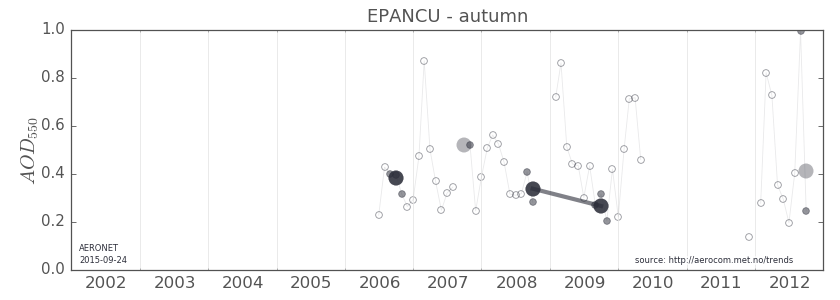 EPANCU - autumn
1.0
0.8
0.6
0.4
0.2
0.0
AOD550
AERONET
2015-09-24
source: http://aerocom.met.no/trends
2002 2003 2004 2005 2006 2007 2008 2009 2010 2011 2012